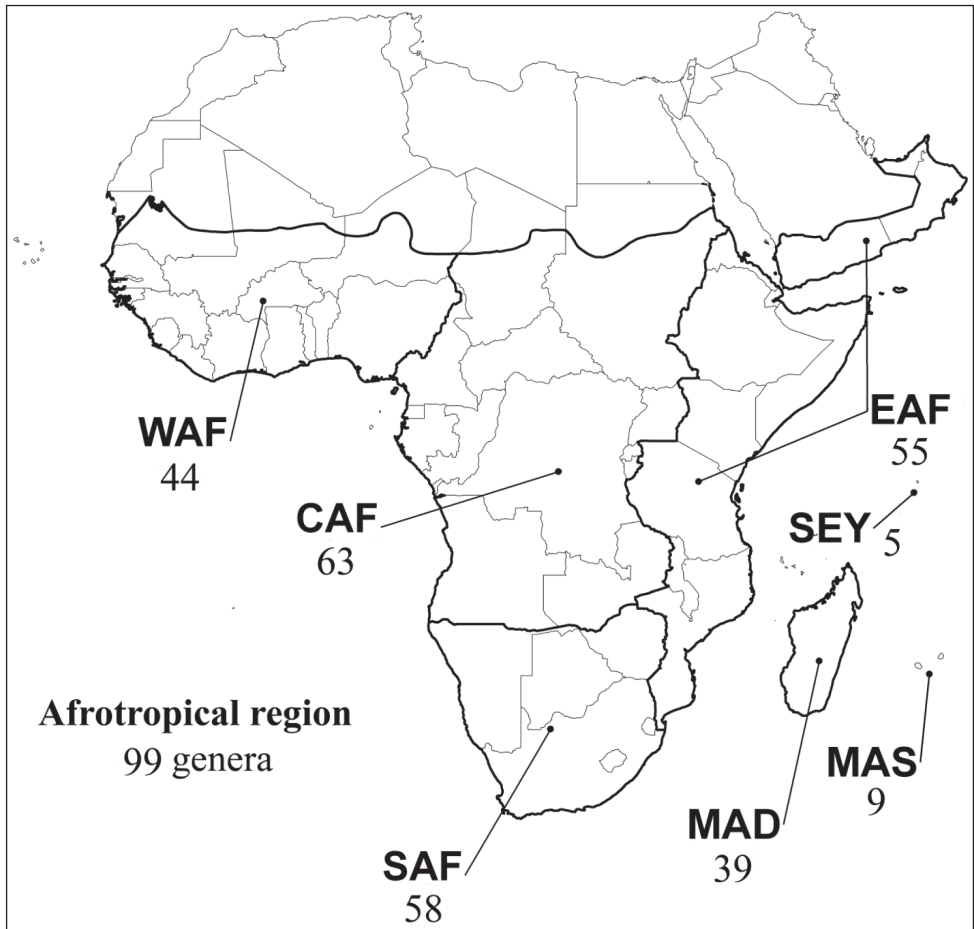 WAF
44
EAF
55
CAF
63
SEY 5
Afrotropical region
99 genera
MAS
9
MAD
39
SAF
58